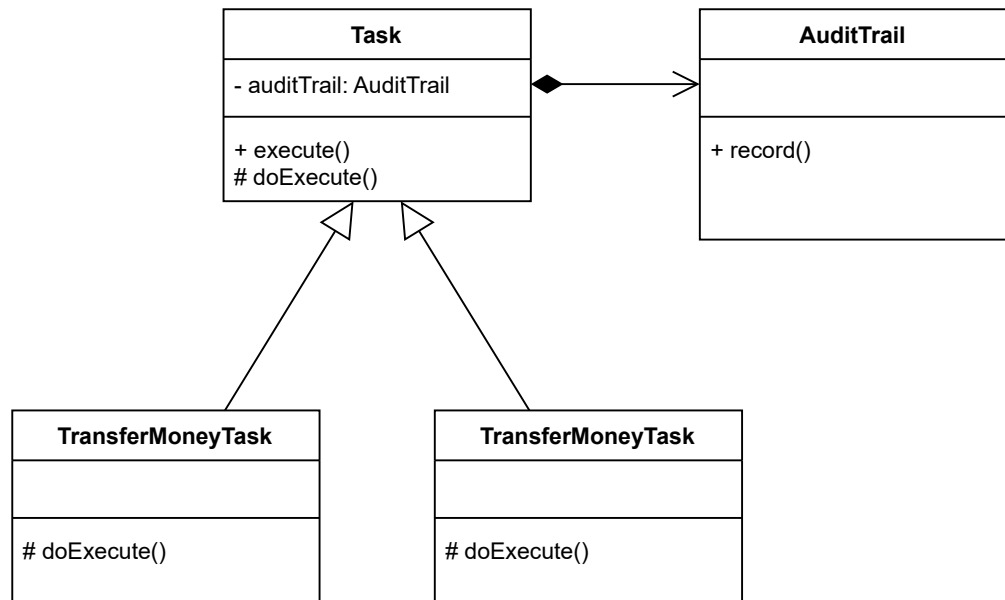 Task
- auditTrail: AuditTrail
+ execute()
# doExecute()
AuditTrail
+ record()
TransferMoneyTask
# doExecute()
TransferMoneyTask
# doExecute()